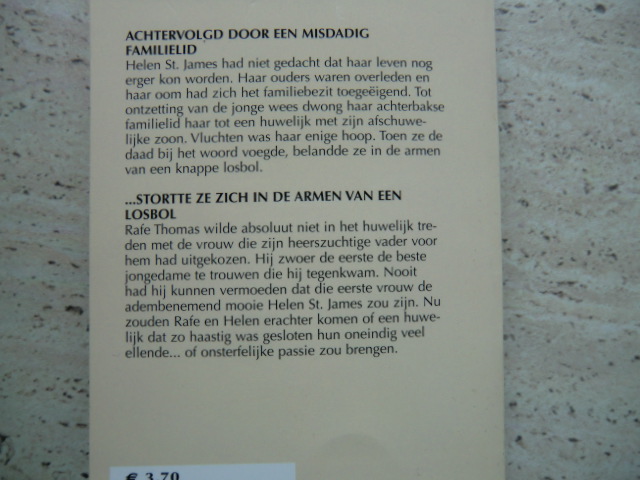 ACHTERVOLGD DOOR EEN MISDADIG
FAMILIELID
Helen St. James had niet gedacht dat haar leven nog
erger kon worden. Haar ouders waren overleden en
haar oom had zich het familiebezit toegeëigend. Tot
ontzetting van de jonge wees dwong haar achterbakse
familielid haar tot een huwelijk met zijn afschuwe-
lijke zoon. Vluchten was haar enige hoop. Toen ze de
daad bij het woord voegde, belandde ze in de armen
van een knappe losbol.
...STORTTE ZE ZICH IN DE ARMEN VAN EEN
LOSBOL
Rafe Thomas wilde absoluut niet in het huwelijk tre-
den met de vrouw die zijn heerszuchtige vader voor
hem had uitgekozen. Hij zwoer de eerste de beste
jongedame te trouwen die hij tegenkwam. Nooit
had hij kunnen vermoeden dat die eerste vrouw de
adembenemend mooie Helen St. James zou zijn. Nu
zouden Rafe en Helen erachter komen of een huwe-
lijk dat zo haastig was gesloten hun oneindig veel
ellende... of onsterfelijke passie zou brengen.
€ 3,70